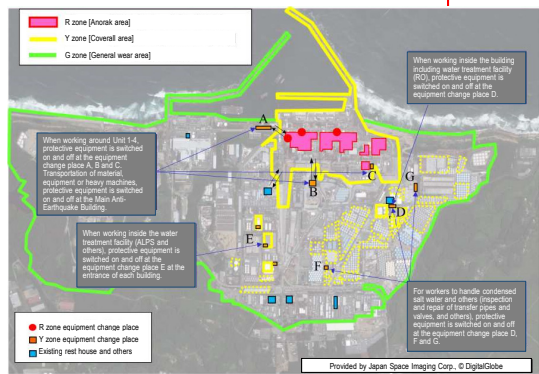 R zone [Anorak area]
Y zone [Coverall area]
G zone [General wear area]
When working inside the building
including water treatment facility
(RO), protective equipment is
switched on and off at the
equipment change place D.
A
When working around Unit 1-4,
protective equipment is switched
on and off at the equipment
change place A, B and C.
Transportation of material,
equipment or heavy machines,
protective equipment is switched
on and off at the Main Anti-
Earthquake Building.
C
G
B
D
When working inside the water
treatment facility (ALPS and
others), protective equipment is
switched on and off at the
equipment change place E at the
entrance of each building.
E
F
For workers to handle condensed
salt water and others (inspection
and repair of transfer pipes and
valves, and others), protective
equipment is switched on and off
at the equipment change place D,
F and G.
R zone equipment change place
Y zone equipment change place
Existing rest house and others
Provided by Japan Space Imaging Corp., © DigitalGlobe